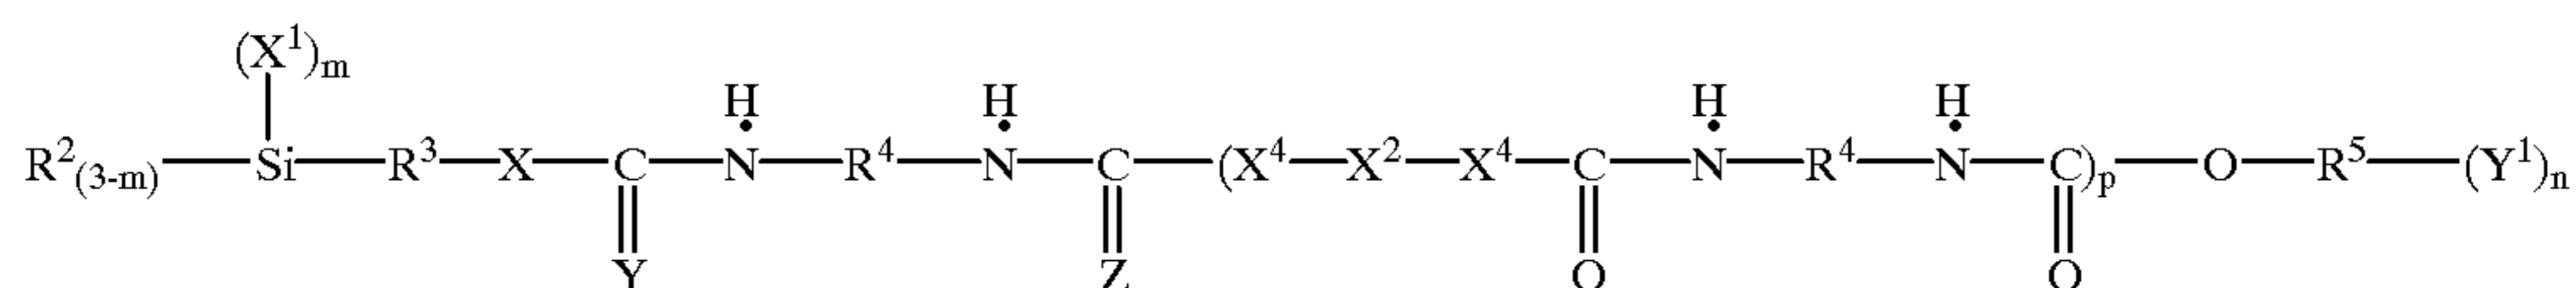 (X¹)ₘ
H H H H
R²₍₃₋ₘ₎—Si—R³—X—C—N—R⁴—N—C—(X⁴—X²—X⁴—C—N—R⁴—N—C)ₚ—O—R⁵—(Y¹)ₙ
Y Z O O